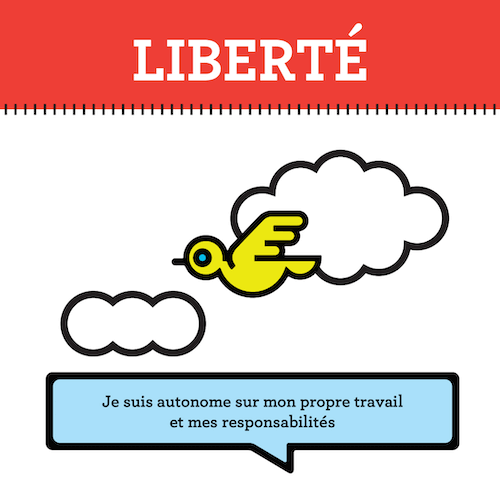 LIBERTÉ
Je suis autonome sur mon propre travail
et mes responsabilités